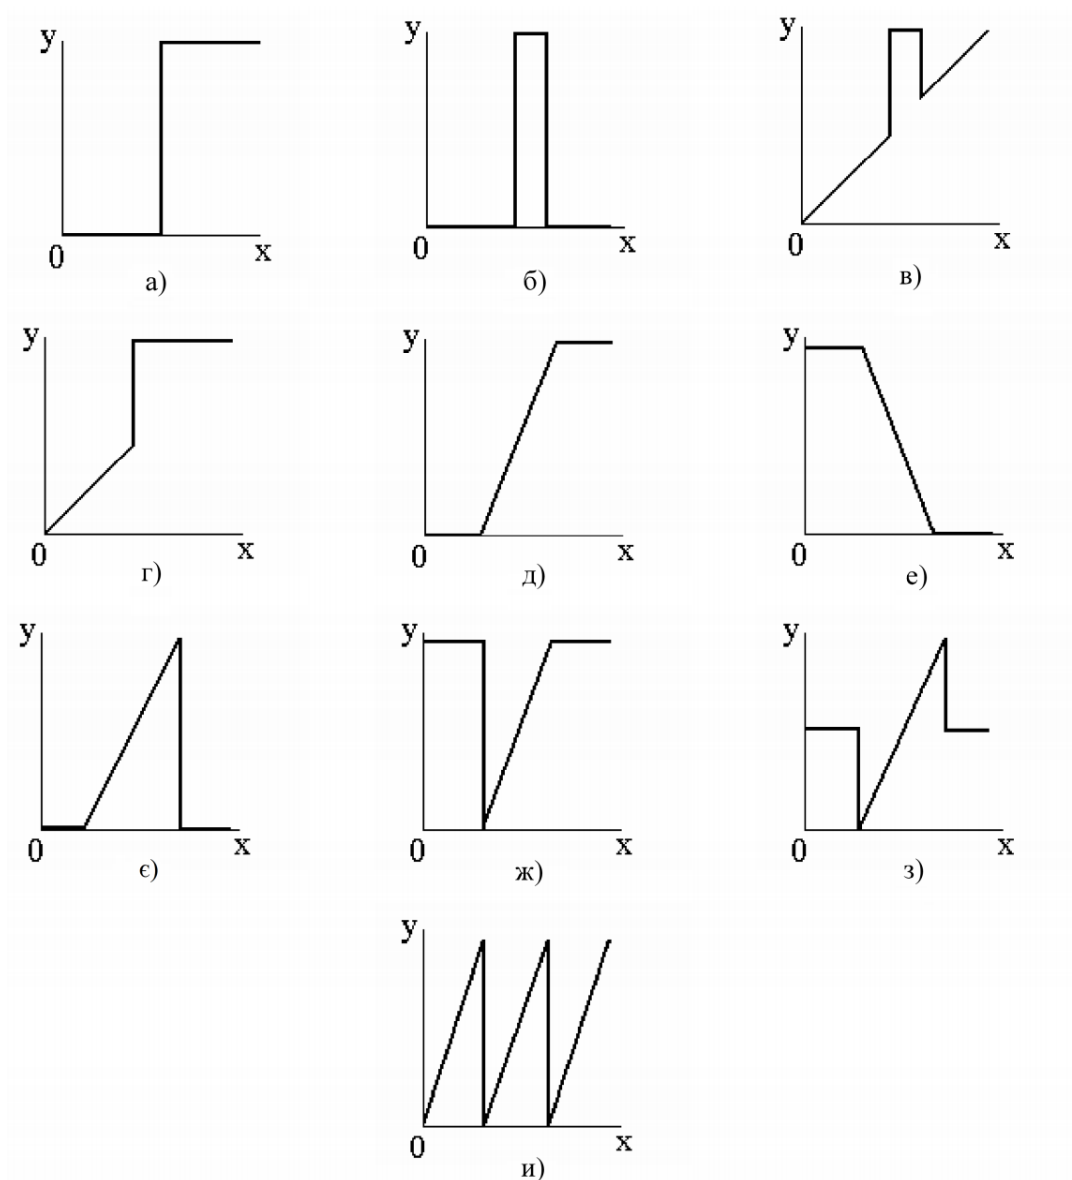 y y y
0 x 0 x 0 x
а) б) в)
y y y
0 x 0 x 0 x
г) д) е)
y y y
0 x 0 x 0 x
є) ж) з)
y
0 x
и)